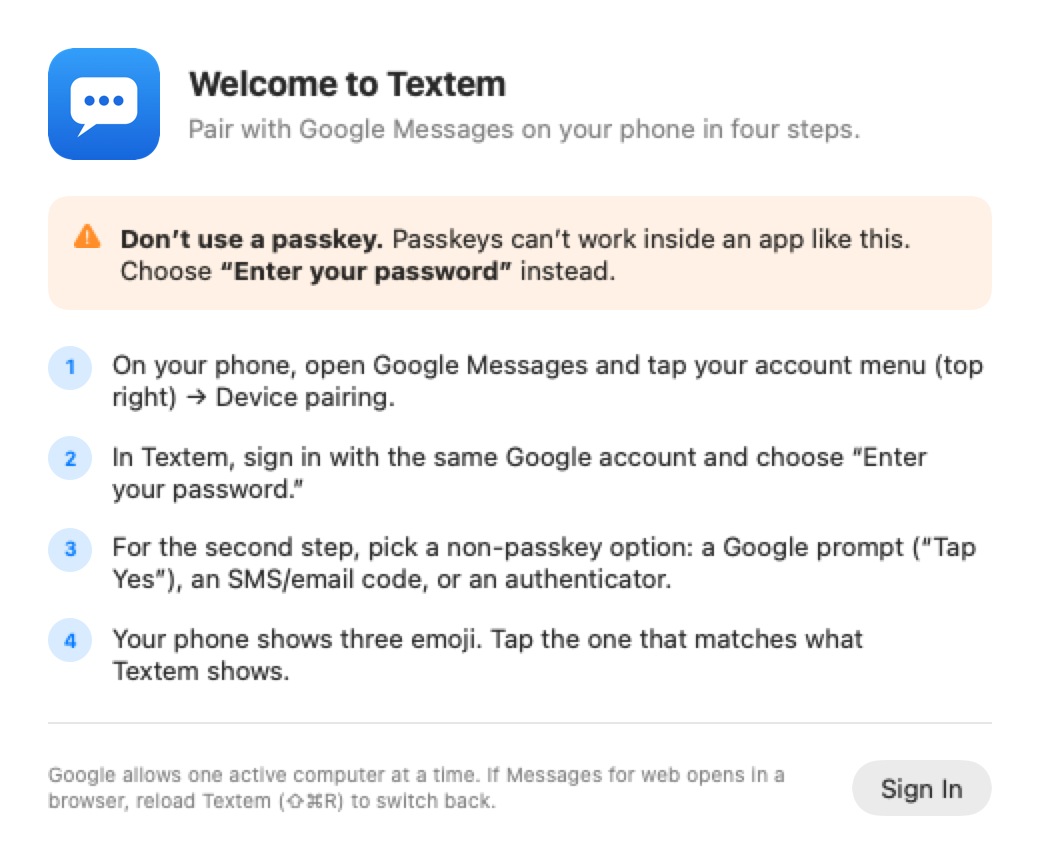 Welcome to Textem
Pair with Google Messages on your phone in four steps.
Don’t use a passkey. Passkeys can’t work inside an app like this.
Choose “Enter your password” instead.
1 On your phone, open Google Messages and tap your account menu (top
right) → Device pairing.
2 In Textem, sign in with the same Google account and choose “Enter
your password.”
3 For the second step, pick a non-passkey option: a Google prompt (“Tap
Yes”), an SMS/email code, or an authenticator.
4 Your phone shows three emoji. Tap the one that matches what
Textem shows.
Google allows one active computer at a time. If Messages for web opens in a
browser, reload Textem (⇧⌘R) to switch back.
Sign In